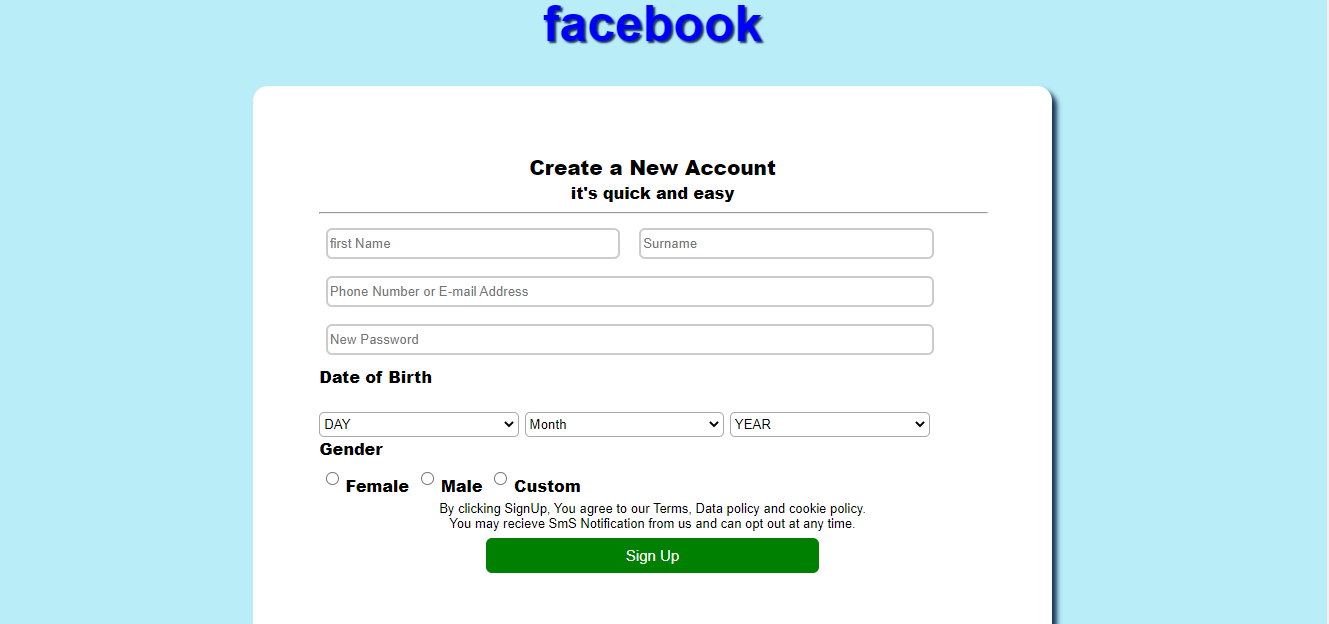 facebook
Create a New Account
it's quick and easy
first Name Surname
Phone Number or E-mail Address
New Password
Date of Birth
DAY Month YEAR
Gender
Female Male Custom
By clicking SignUp, You agree to our Terms, Data policy and cookie policy.
You may recieve SmS Notification from us and can opt out at any time.
Sign Up